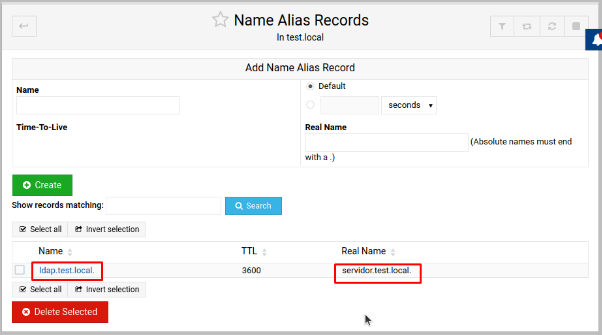 Name Alias Records
In test.local
Add Name Alias Record
Name
Default
seconds
Time-To-Live
Real Name
(Absolute names must end
with a .)
Create
Show records matching:
Search
Select all
Invert selection
Name
TTL
Real Name
ldap.test.local.
3600
servidor.test.local.
Select all
Invert selection
Delete Selected